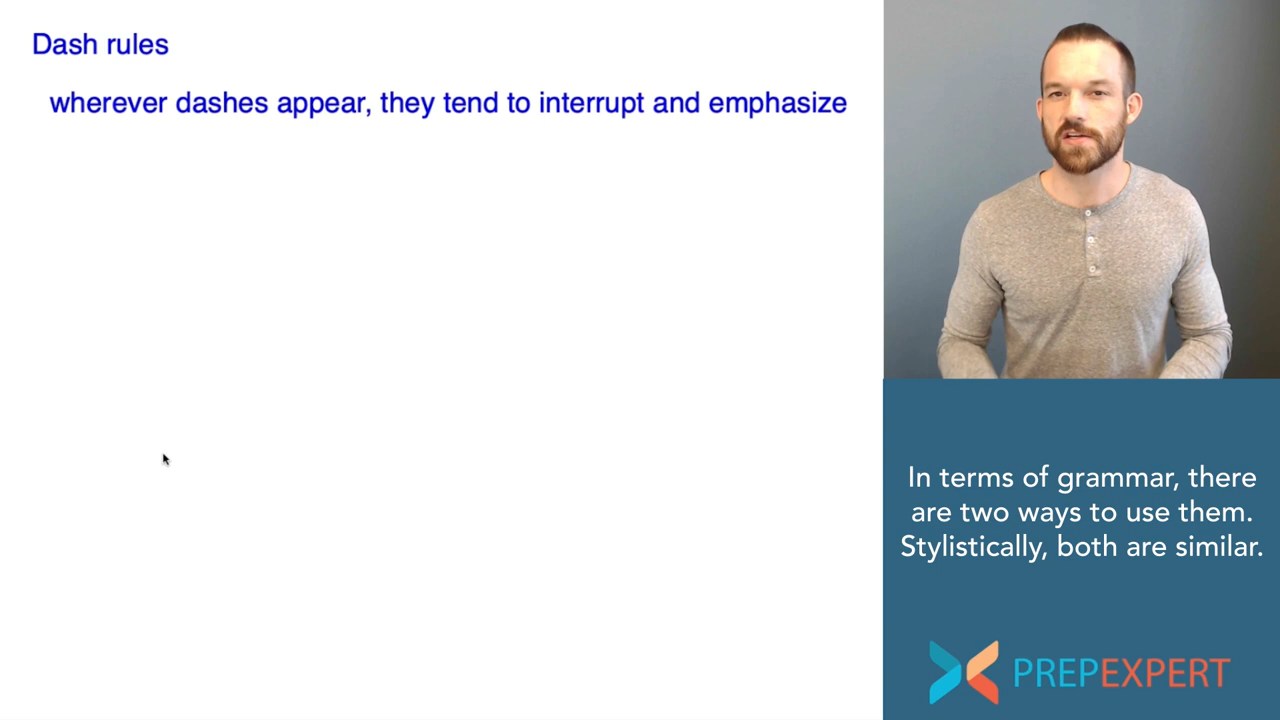 Dash rules
wherever dashes appear, they tend to interrupt and emphasize
In terms of grammar, there
are two ways to use them.
Stylistically, both are similar.
PREPEXPERT